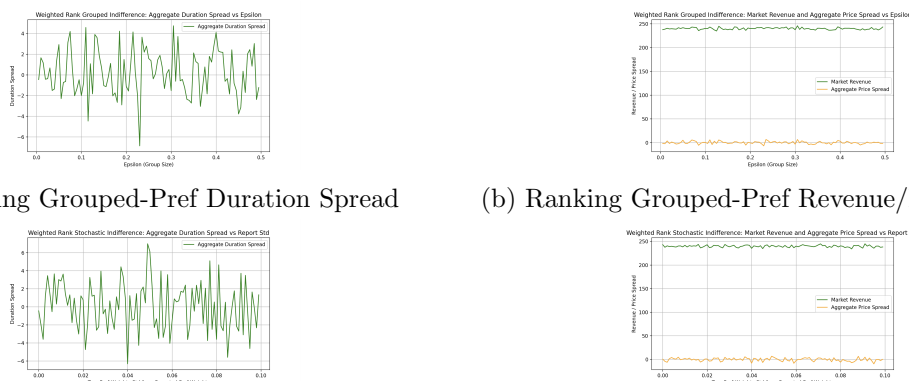 Weighted Rank Grouped Indifference: Aggregate Duration Spread vs Epsilon
Aggregate Duration Spread
Duration Spread
4
2
0
−2
−4
−6
0.0 0.1 0.2 0.3 0.4 0.5
Epsilon (Group Size)
Weighted Rank Grouped Indifference: Market Revenue and Aggregate Price Spread vs Epsilon
Market Revenue
Aggregate Price Spread
Revenue / Price Spread
250
200
150
100
50
0
0.0 0.1 0.2 0.3 0.4 0.5
Epsilon (Group Size)
ng Grouped-Pref Duration Spread
(b) Ranking Grouped-Pref Revenue/
Weighted Rank Stochastic Indifference: Aggregate Duration Spread vs Report Std
Aggregate Duration Spread
Duration Spread
6
4
2
0
−2
−4
−6
0.00 0.02 0.04 0.06 0.08 0.10
Weighted Rank Stochastic Indifference: Market Revenue and Aggregate Price Spread vs Report
Market Revenue
Aggregate Price Spread
Revenue / Price Spread
250
200
150
100
50
0
0.00 0.02 0.04 0.06 0.08 0.10